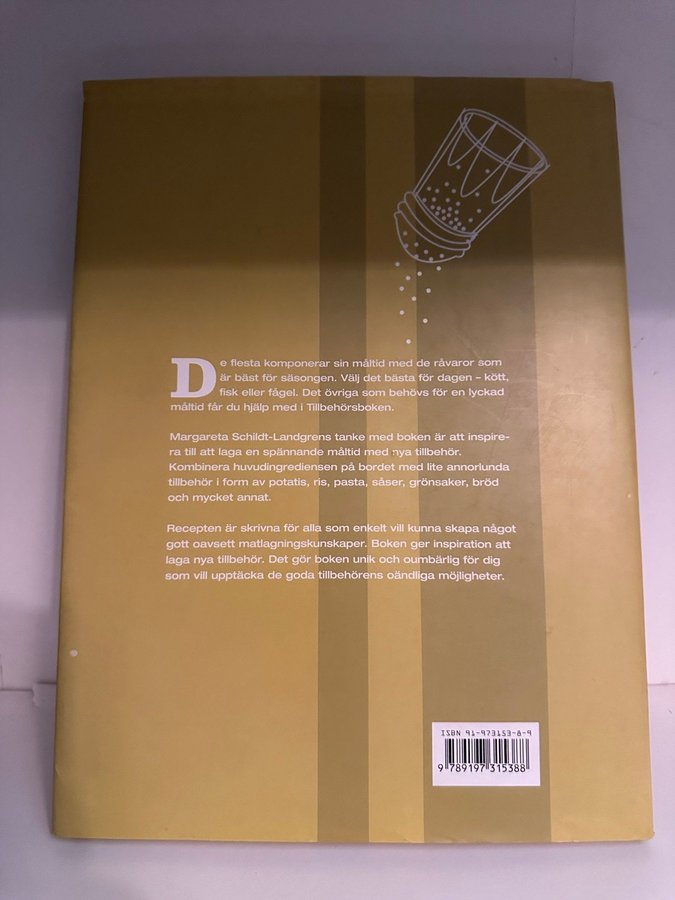 De flesta komponerar sin måltid med de råvaror som
är bäst för säsongen. Välj det bästa för dagen – kött,
fisk eller fågel. Det övriga som behövs för en lyckad
måltid får du hjälp med i Tillbehörsboken.
Margareta Schildt-Landgrens tanke med boken är att inspire-
ra till att laga en spännande måltid med nya tillbehör.
Kombinera huvudingrediensen på bordet med lite annorlunda
tillbehör i form av potatis, ris, pasta, såser, grönsaker, bröd
och mycket annat.
Recepten är skrivna för alla som enkelt vill kunna skapa något
gott oavsett matlagningskunskaper. Boken ger inspiration att
laga nya tillbehör. Det gör boken unik och oumbärlig för dig
som vill upptäcka de goda tillbehörens oändliga möjligheter.
ISBN 91-973153-8-9
9 789197 315388